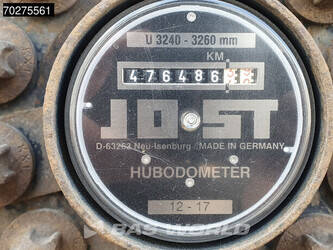 70275561
U 3240 - 3260 mm
KM
476486
JOST
D-63263 Neu-Isenburg / MADE IN GERMANY
HUBODOMETER
12 - 17
BAS WORLD